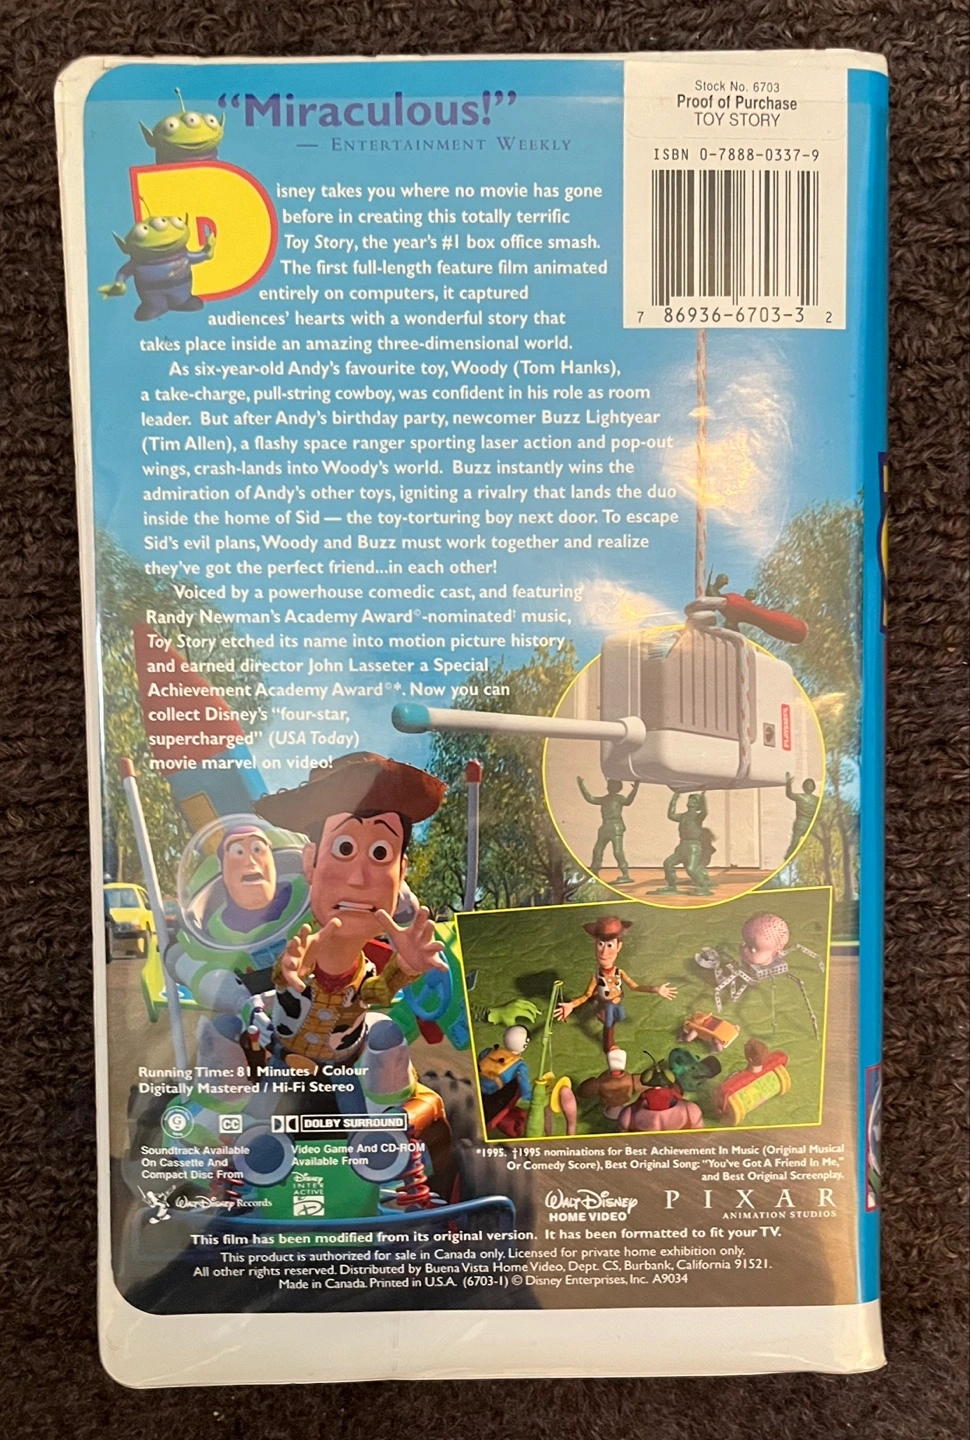 "Miraculous!"
— ENTERTAINMENT WEEKLY
Stock No. 6703
Proof of Purchase
TOY STORY
ISBN 0-7888-0337-9
7 86936-6703-3 2
Disney takes you where no movie has gone
before in creating this totally terrific
Toy Story, the year's #1 box office smash.
The first full-length feature film animated
entirely on computers, it captured
audiences' hearts with a wonderful story that
takes place inside an amazing three-dimensional world.
As six-year-old Andy's favourite toy, Woody (Tom Hanks),
a take-charge, pull-string cowboy, was confident in his role as room
leader. But after Andy's birthday party, newcomer Buzz Lightyear
(Tim Allen), a flashy space ranger sporting laser action and pop-out
wings, crash-lands into Woody's world. Buzz instantly wins the
admiration of Andy's other toys, igniting a rivalry that lands the duo
inside the home of Sid — the toy-torturing boy next door. To escape
Sid's evil plans, Woody and Buzz must work together and realize
they've got the perfect friend...in each other!
Voiced by a powerhouse comedic cast, and featuring
Randy Newman's Academy Award®-nominated† music,
Toy Story etched its name into motion picture history
and earned director John Lasseter a Special
Achievement Academy Award®*. Now you can
collect Disney's "four-star,
supercharged" (USA Today)
movie marvel on video!
PLAYSKOOL
Running Time: 81 Minutes / Colour
Digitally Mastered / Hi-Fi Stereo
G
CC
DOLBY SURROUND
Soundtrack Available
On Cassette And
Compact Disc From
Walt Disney Records
Video Game And CD-ROM
Available From
Disney
INTER
ACTIVE
*1995. †1995 nominations for Best Achievement In Music (Original Musical
Or Comedy Score), Best Original Song: "You've Got A Friend In Me,"
and Best Original Screenplay.
WALT DISNEY
HOME VIDEO
PIXAR
ANIMATION STUDIOS
This film has been modified from its original version. It has been formatted to fit your TV.
This product is authorized for sale in Canada only. Licensed for private home exhibition only.
All other rights reserved. Distributed by Buena Vista Home Video, Dept. CS, Burbank, California 91521.
Made in Canada. Printed in U.S.A. (6703-1) © Disney Enterprises, Inc. A9034